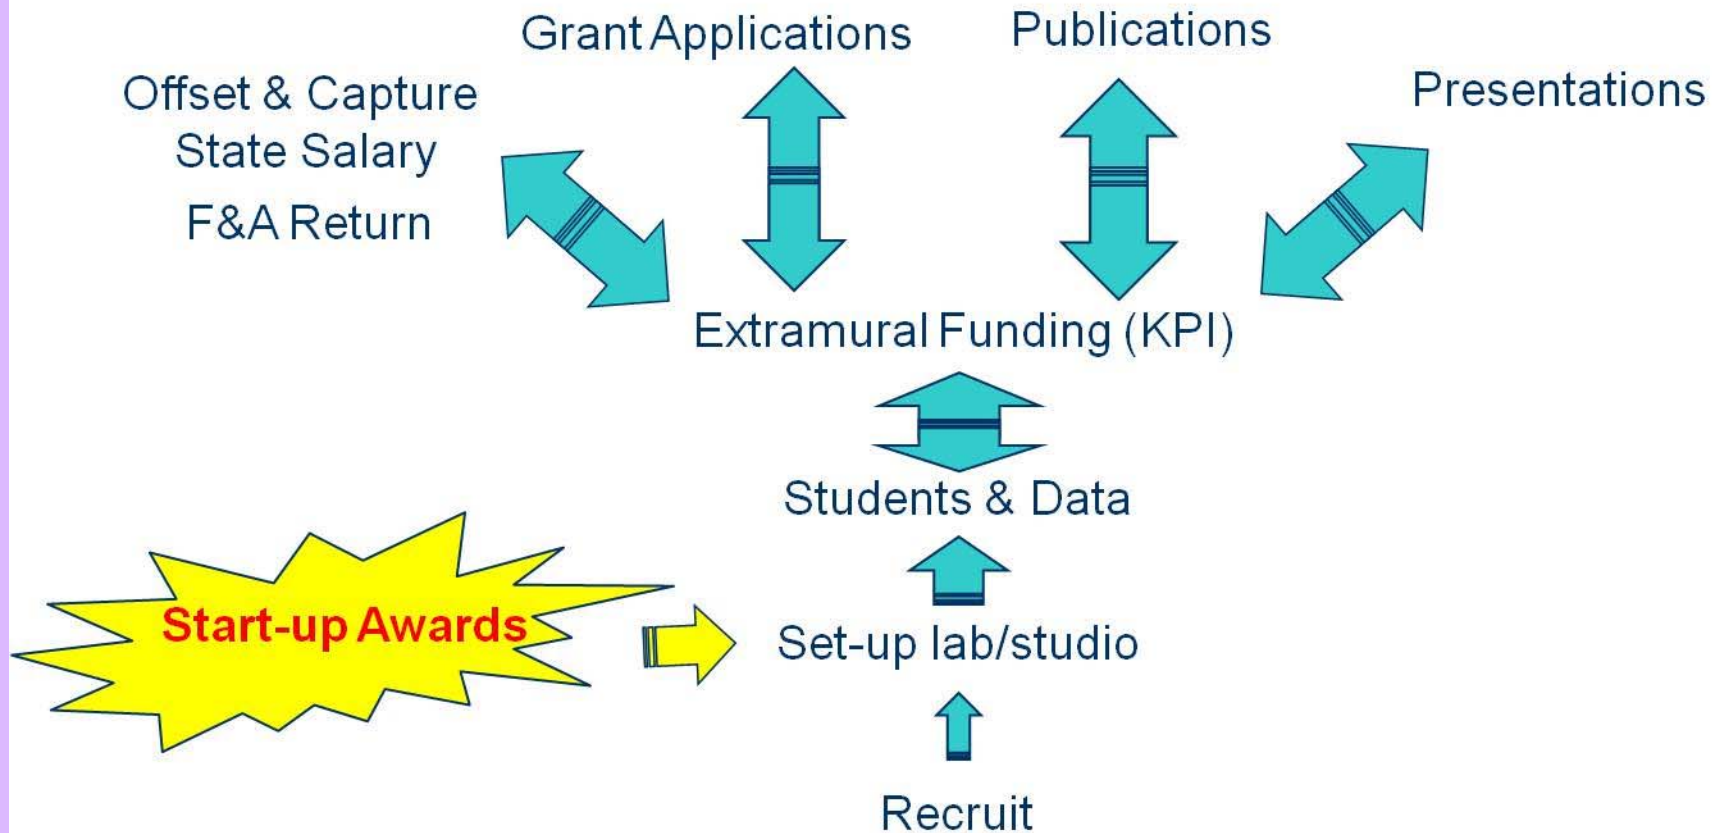 Grant Applications
Publications
Presentations
Offset & Capture
State Salary
F&A Return
Extramural Funding (KPI)
Students & Data
Start-up Awards
Set-up lab/studio
Recruit